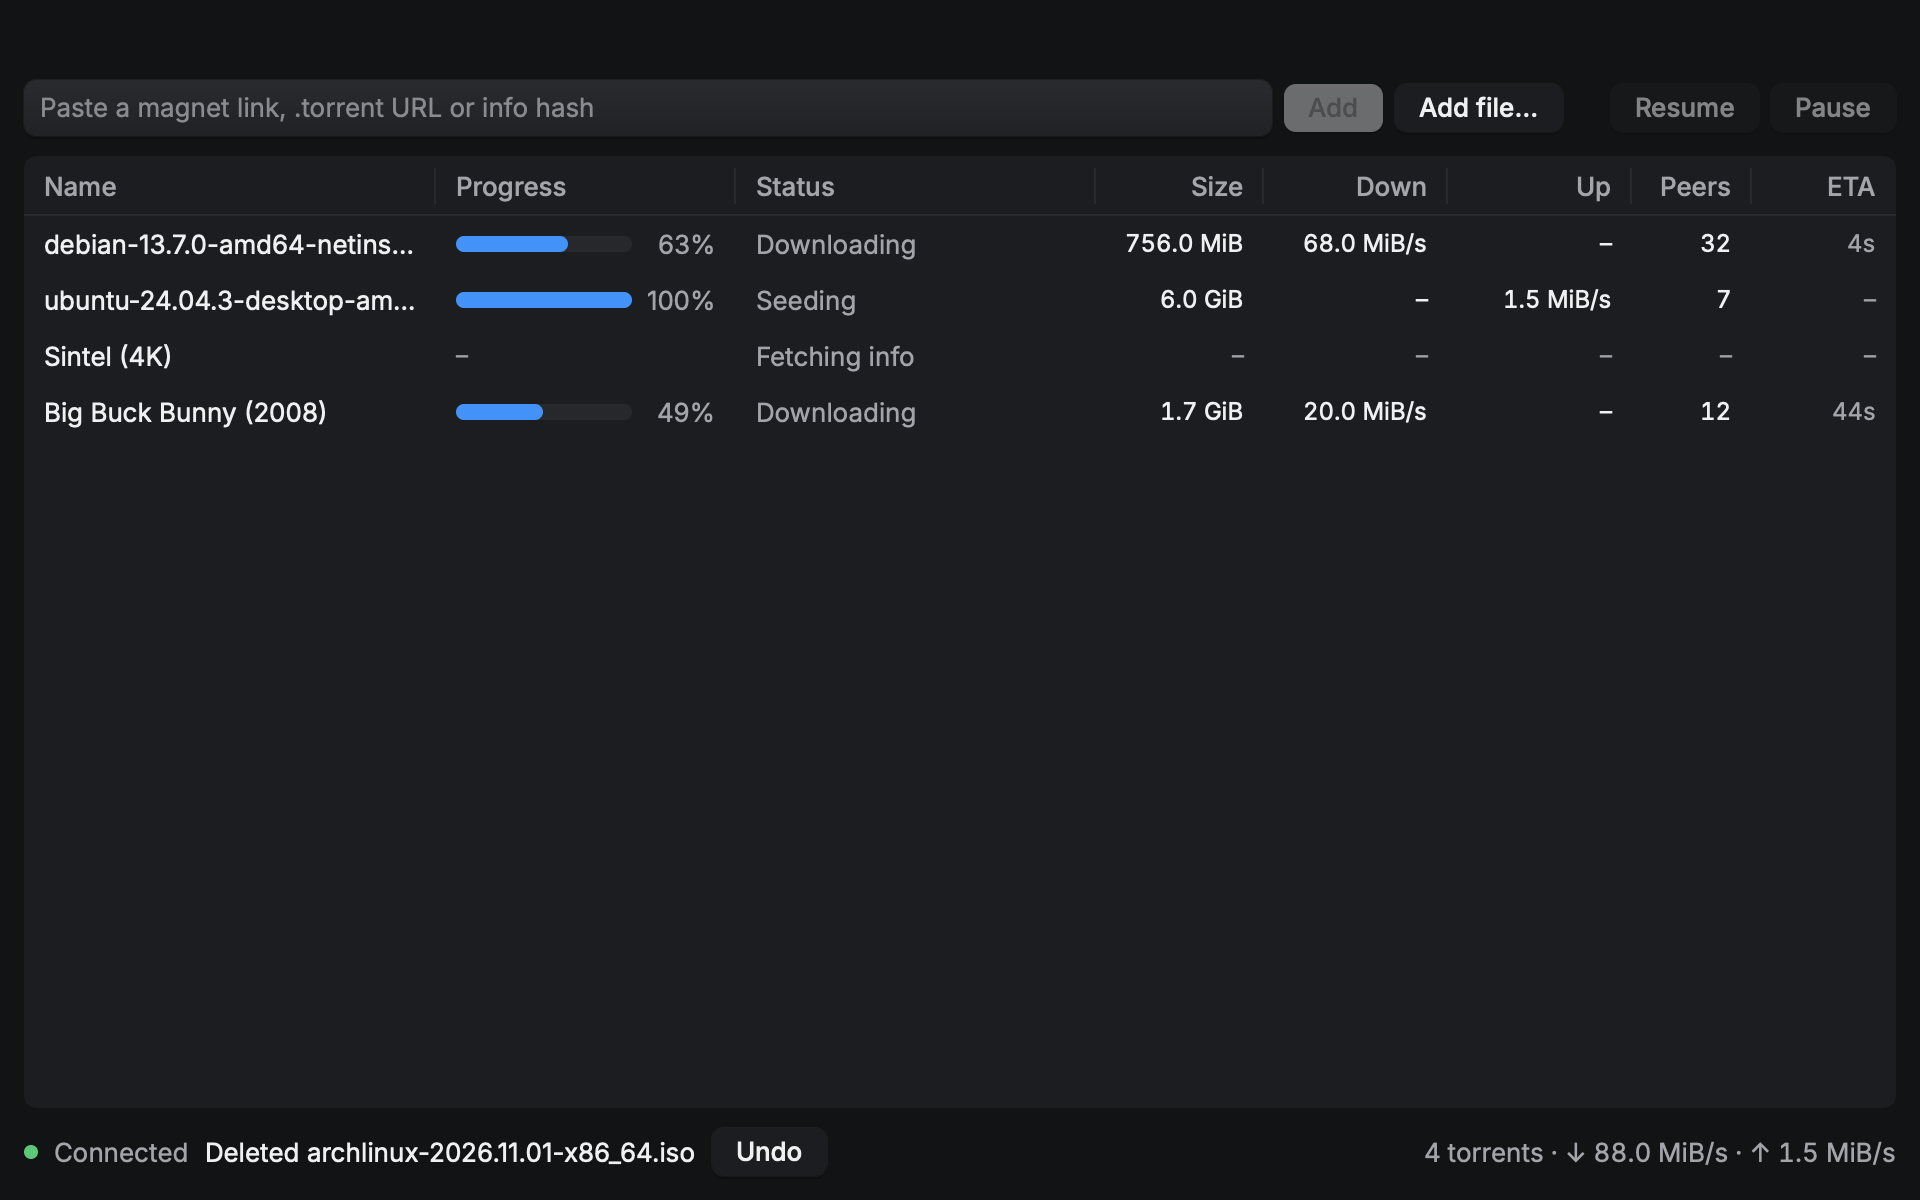 Paste a magnet link, .torrent URL or info hash Add Add file... Resume Pause
Name Progress Status Size Down Up Peers ETA
debian-13.7.0-amd64-netins... 63% Downloading 756.0 MiB 68.0 MiB/s – 32 4s
ubuntu-24.04.3-desktop-am... 100% Seeding 6.0 GiB – 1.5 MiB/s 7 –
Sintel (4K) – Fetching info – – – – –
Big Buck Bunny (2008) 49% Downloading 1.7 GiB 20.0 MiB/s – 12 44s
Connected Deleted archlinux-2026.11.01-x86_64.iso Undo 4 torrents · ↓ 88.0 MiB/s · ↑ 1.5 MiB/s